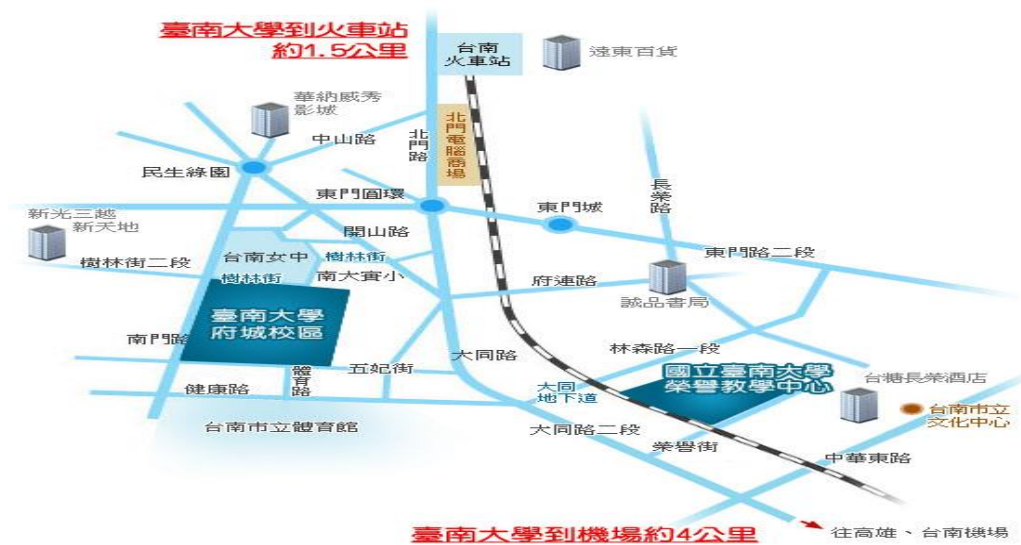 臺南大學到火車站
約1.5公里
台南
火車站
遠東百貨
華納威秀
影城
中山路
北門路
北門電腦商場
民生綠園
長榮路
東門圓環
東門城
新光三越
新天地
開山路
東門路二段
台南女中
樹林街
樹林街二段
樹林街
南大實小
府連路
誠品書局
臺南大學
府城校區
南門路
大同路
林森路一段
五妃街
國立臺南大學
榮譽教學中心
體育路
健康路
大同
地下道
台糖長榮酒店
台南市立
文化中心
台南市立體育館
大同路二段
榮譽街
中華東路
臺南大學到機場約4公里
往高雄、台南機場